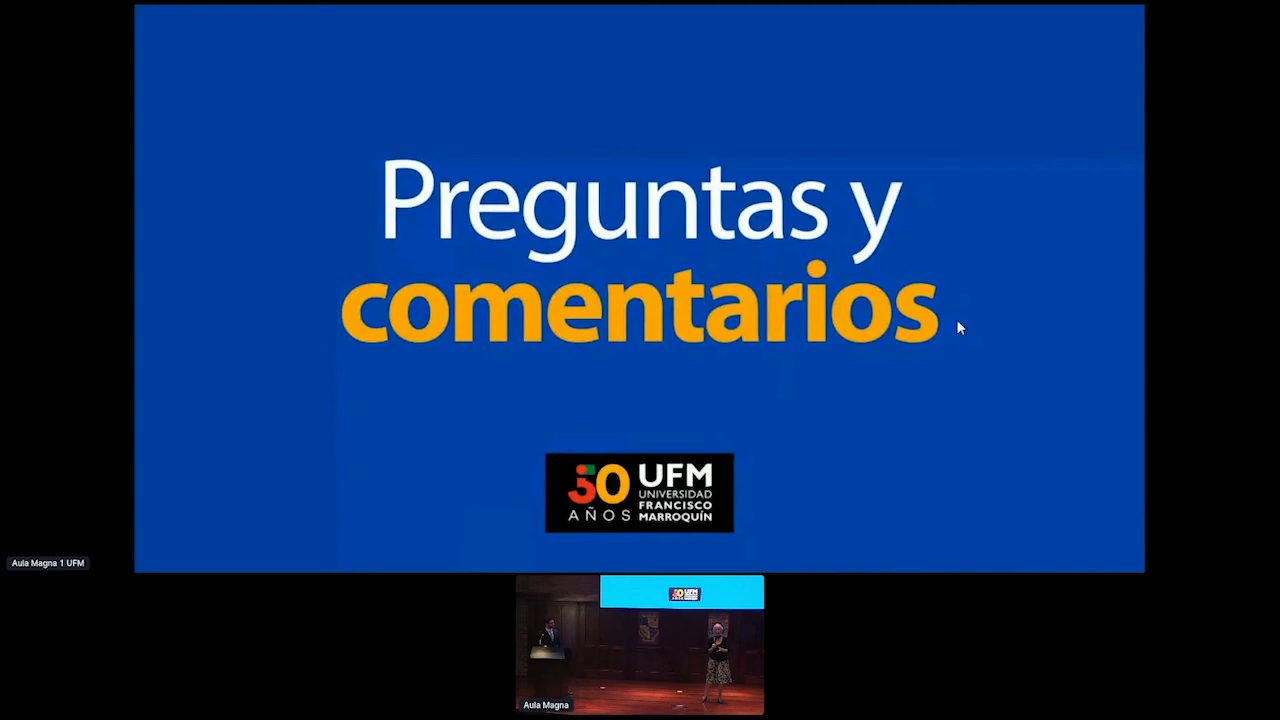 Preguntas y
comentarios
50
AÑOS
UFM
UNIVERSIDAD
FRANCISCO
MARROQUÍN
Aula Magna 1 UFM
Aula Magna